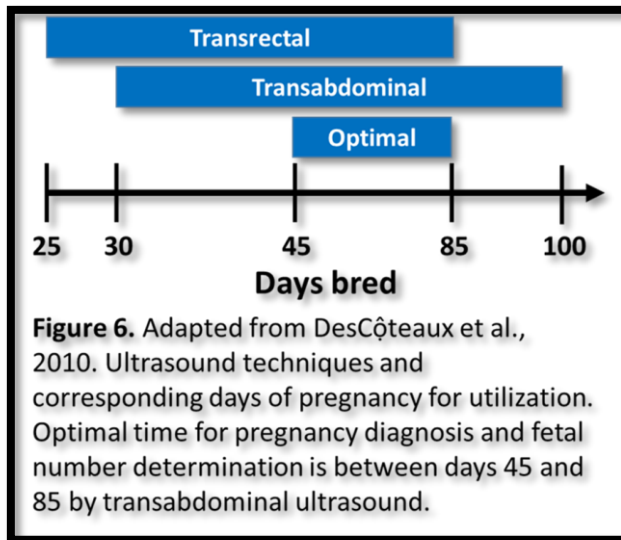 Transrectal
Transabdominal
Optimal
25 30 45 85 100
Days bred
Figure 6. Adapted from DesCộteaux et al.,
2010. Ultrasound techniques and
corresponding days of pregnancy for utilization.
Optimal time for pregnancy diagnosis and fetal
number determination is between days 45 and
85 by transabdominal ultrasound.